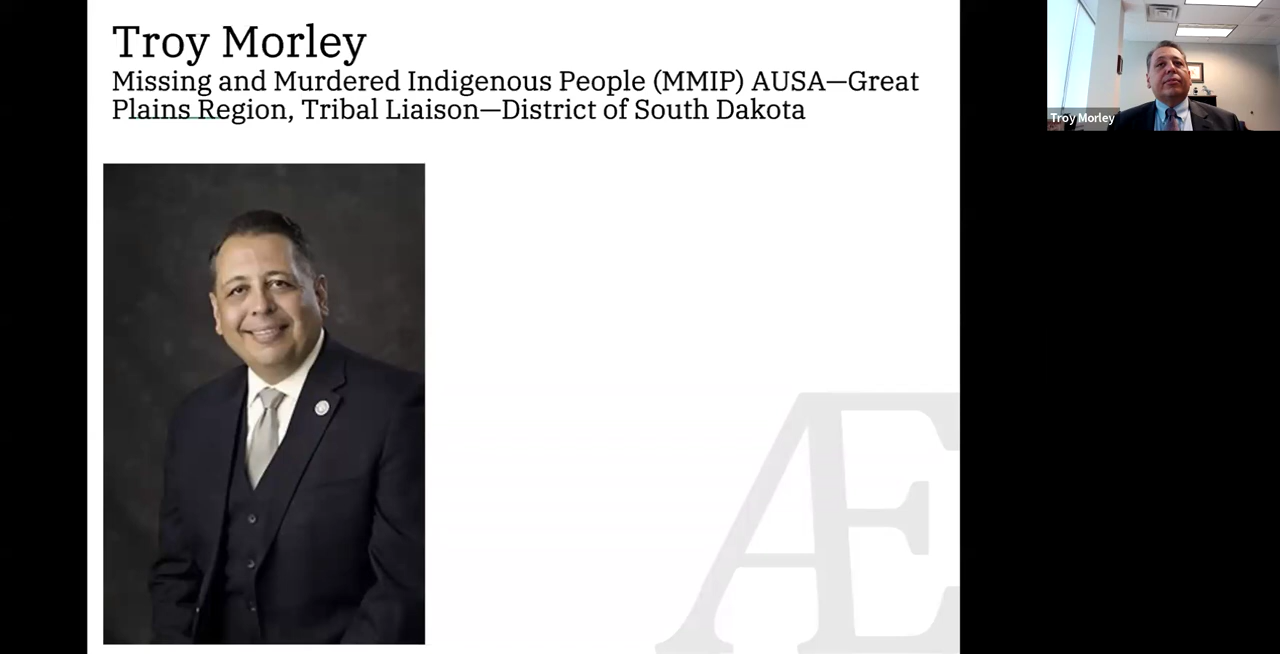 Troy Morley
Missing and Murdered Indigenous People (MMIP) AUSA—Great
Plains Region, Tribal Liaison—District of South Dakota
Troy Morley
Æ